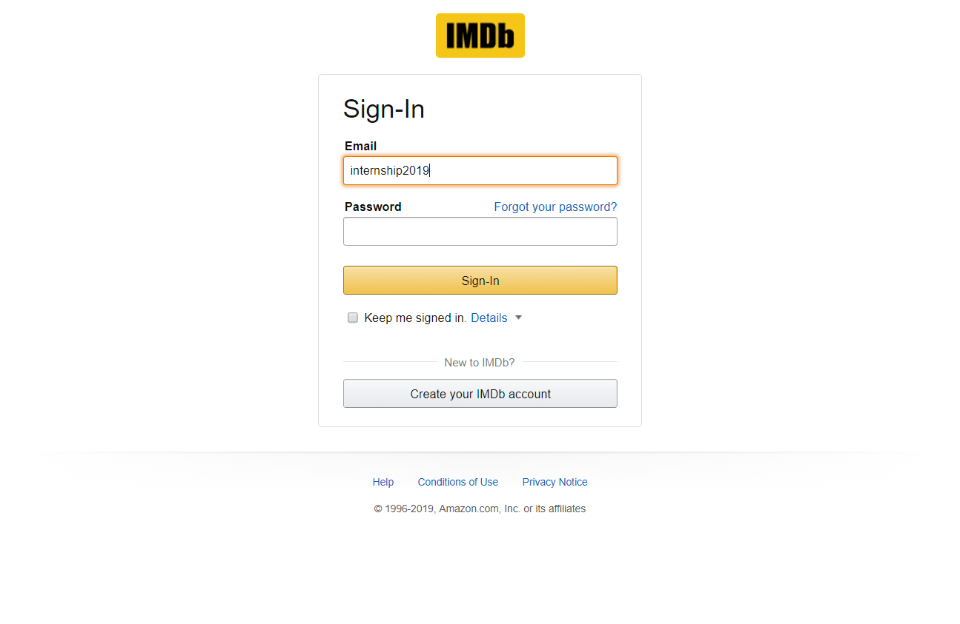 IMDb
Sign-In
Email
internship2019
Password Forgot your password?
Sign-In
Keep me signed in. Details
New to IMDb?
Create your IMDb account
Help Conditions of Use Privacy Notice
© 1996-2019, Amazon.com, Inc. or its affiliates